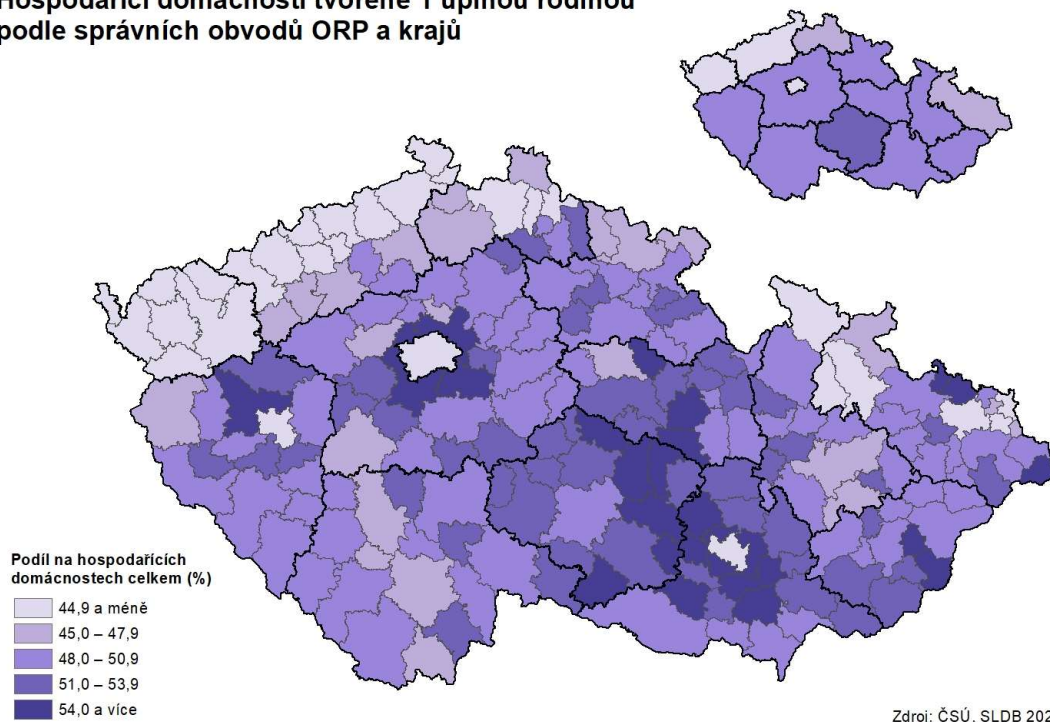 Hospodařící domácnosti tvořené 1 úplnou rodinou
podle správních obvodů ORP a krajů
Podíl na hospodařících
domácnostech celkem (%)
44,9 a méně
45,0 – 47,9
48,0 – 50,9
51,0 – 53,9
54,0 a více
Zdroj: ČSÚ, SLDB 202